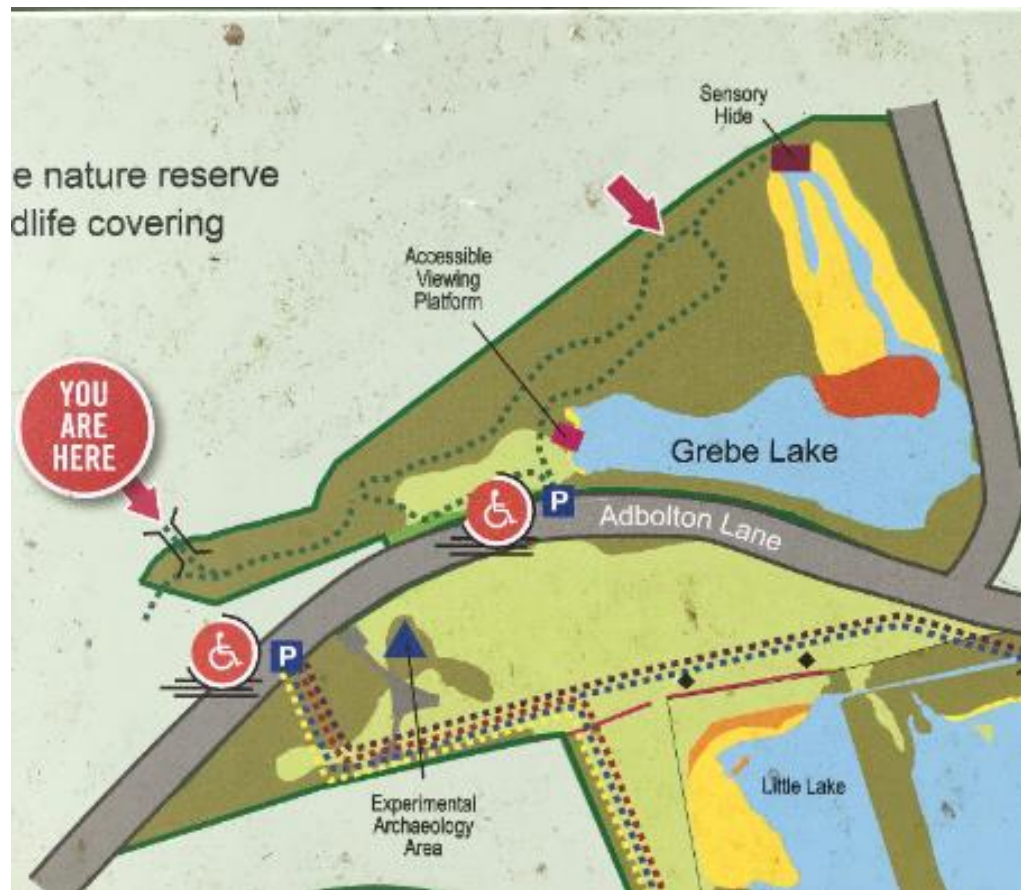 e nature reserve
dlife covering
Sensory
Hide
Accessible
Viewing
Platform
YOU
ARE
HERE
Grebe Lake
P
Adbolton Lane
P
Little Lake
Experimental
Archaeology
Area